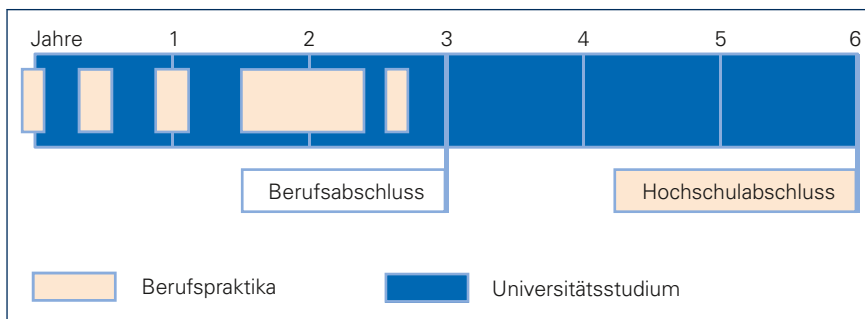 Jahre 1 2 3 4 5 6
Berufsabschluss Hochschulabschluss
Berufspraktika Universitätsstudium